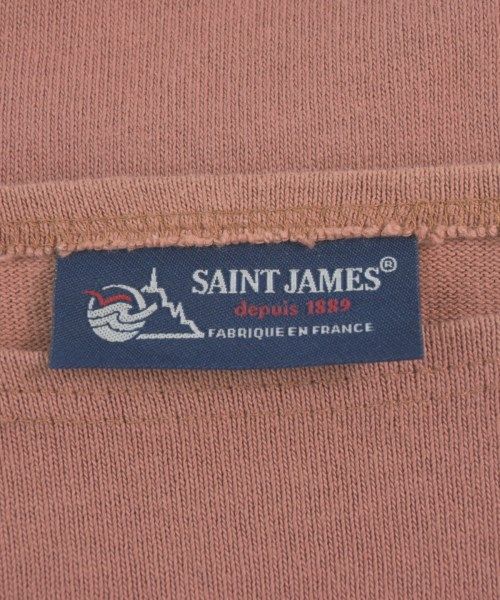 SAINT JAMES®
depuis 1889
FABRIQUE EN FRANCE